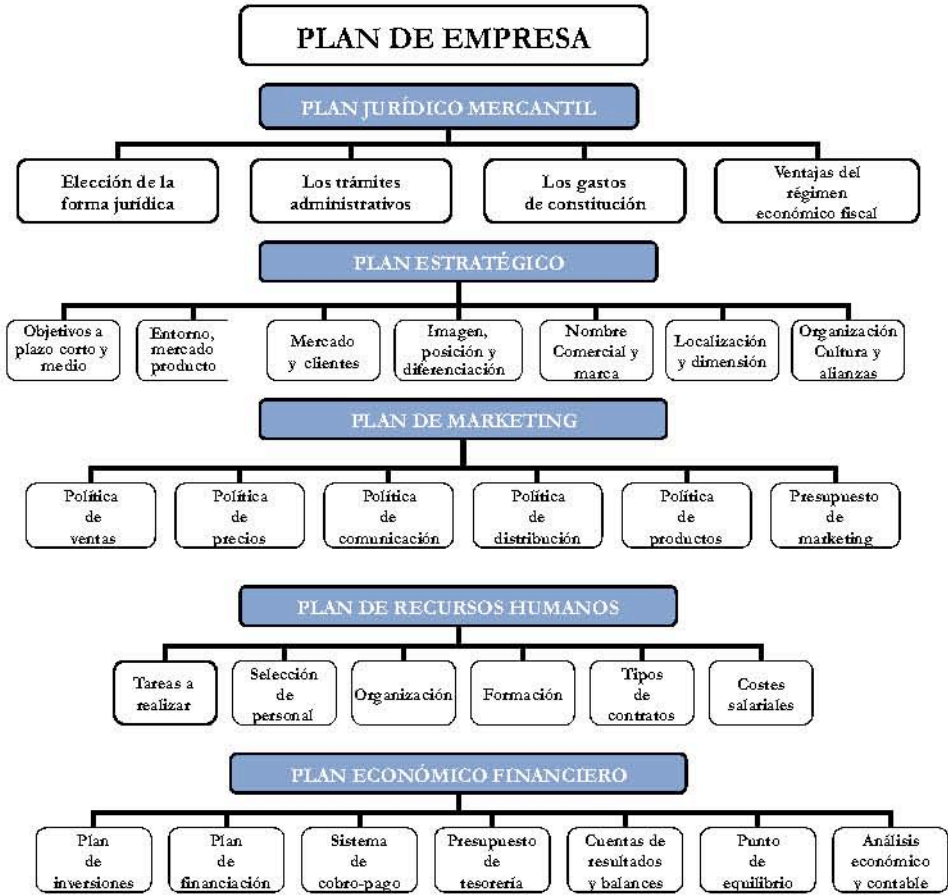 PLAN DE EMPRESA
PLAN JURÍDICO MERCANTIL
Elección de la
forma jurídica
Los trámites
administrativos
Los gastos
de constitución
Ventajas del
régimen
económico fiscal
PLAN ESTRATÉGICO
Objetivos a
plazo corto y
medio
Entorno,
mercado
producto
Mercado
y clientes
Imagen,
posición y
diferenciación
Nombre
Comercial y
marca
Localización
y dimensión
Organización
Cultura y
alianzas
PLAN DE MARKETING
Política
de
ventas
Política
de
precios
Política
de
comunicación
Política
de
distribución
Política
de
productos
Presupuesto
de
marketing
PLAN DE RECURSOS HUMANOS
Tareas a
realizar
Selección
de
personal
Organización
Formación
Tipos
de
contratos
Costes
salariales
PLAN ECONÓMICO FINANCIERO
Plan
de
inversiones
Plan
de
financiación
Sistema
de
cobro-pago
Presupuesto
de
tesorería
Cuentas de
resultados
y balances
Punto
de
equilibrio
Análisis
económico
y contable